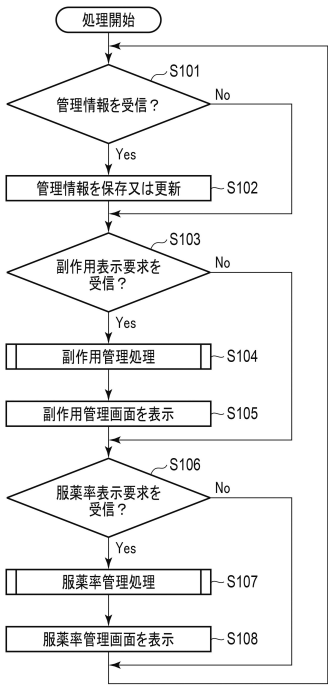 処理開始
S101
管理情報を受信？
No
Yes
管理情報を保存又は更新
S102
S103
副作用表示要求を
受信？
No
Yes
副作用管理処理
S104
副作用管理画面を表示
S105
S106
服薬率表示要求を
受信？
No
Yes
服薬率管理処理
S107
服薬率管理画面を表示
S108